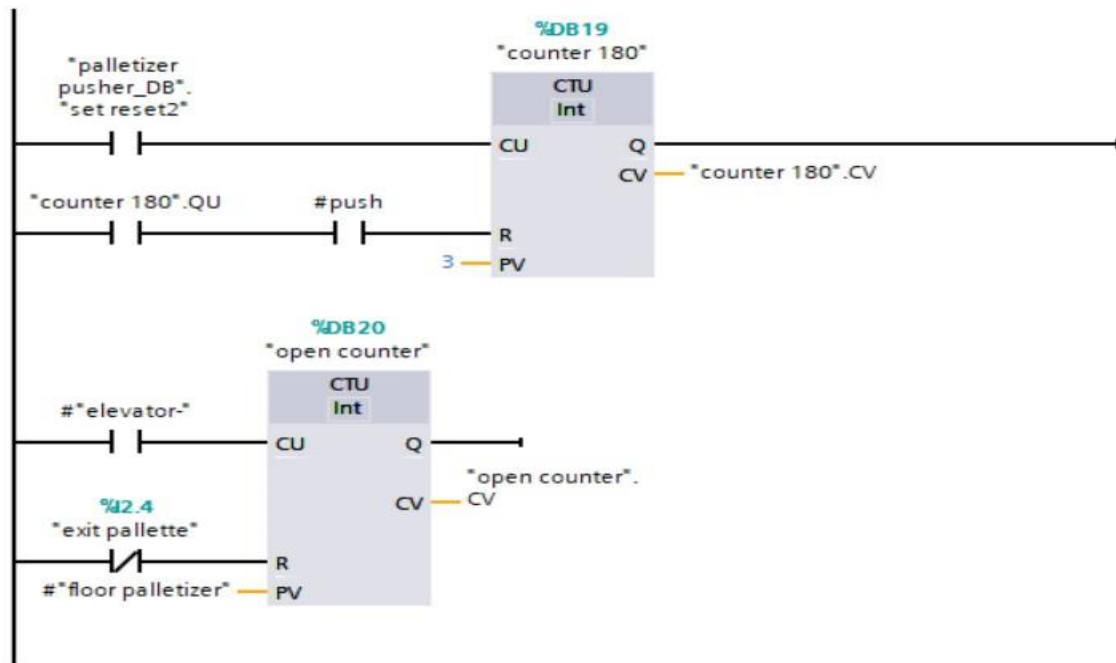 %DB19
"counter 180"
"palletizer
pusher_DB".
"set reset2"
CTU
Int
CU Q
CV "counter 180".CV
"counter 180".QU #push
R
3 PV
%DB20
"open counter"
CTU
Int
#"elevator-"
CU Q
"open counter".
CV CV
%I2.4
"exit pallette"
R
#"floor palletizer" PV